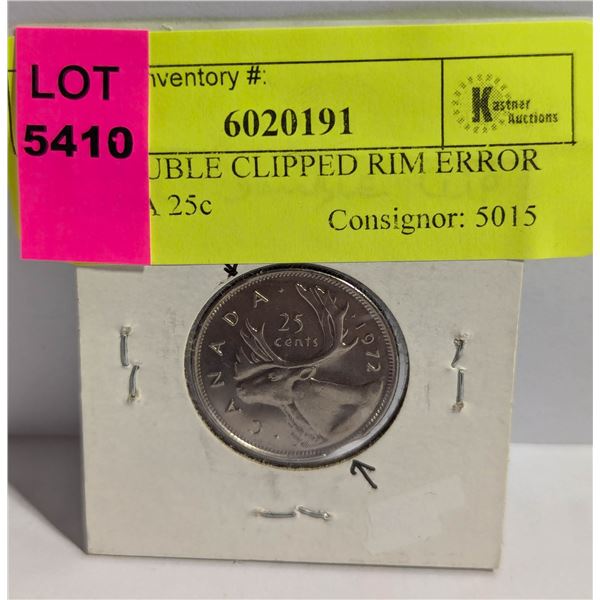 LOT
5410
nventory #:
6020191
Kastner
Auctions
UBLE CLIPPED RIM ERROR
A 25c
Consignor: 5015
CANADA
25
cents
1972